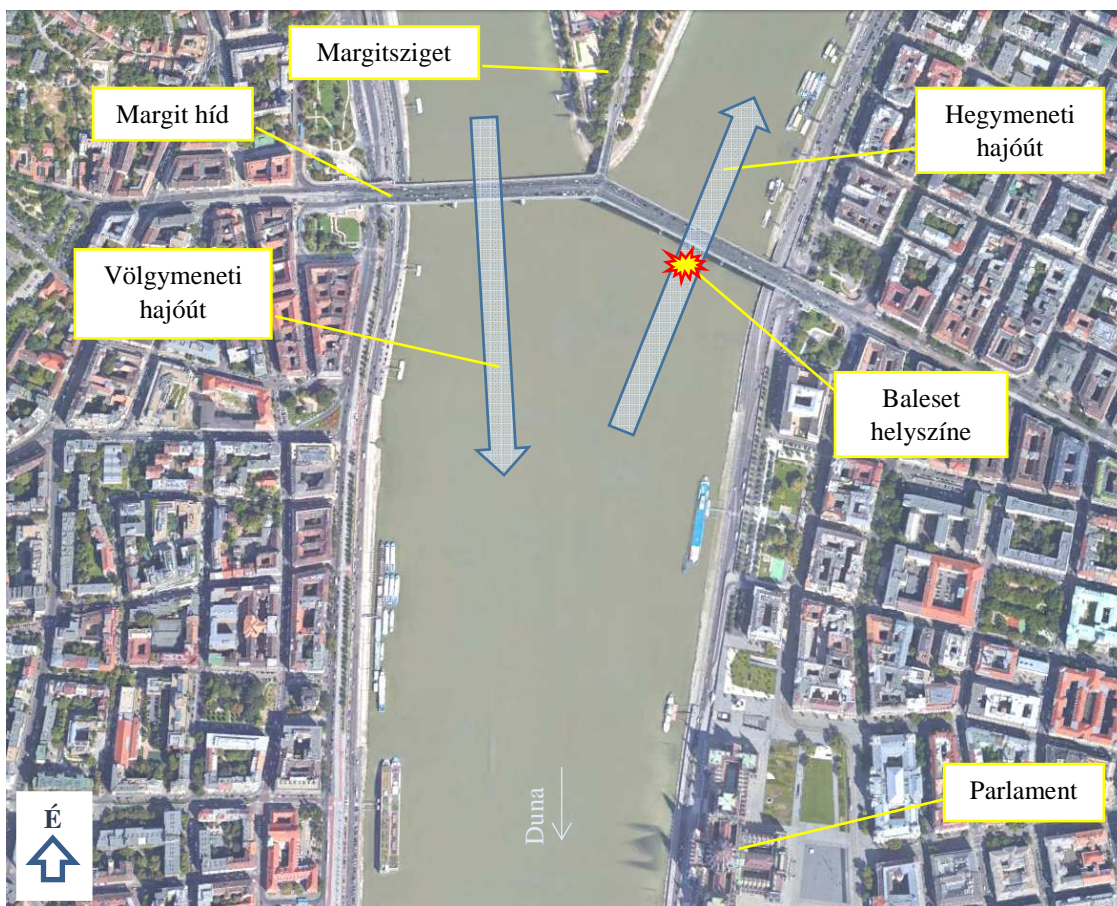 Margitsziget
Margit híd
Hegymeneti
hajóút
Völgymeneti
hajóút
Baleset
helyszíne
Parlament
Duna
É